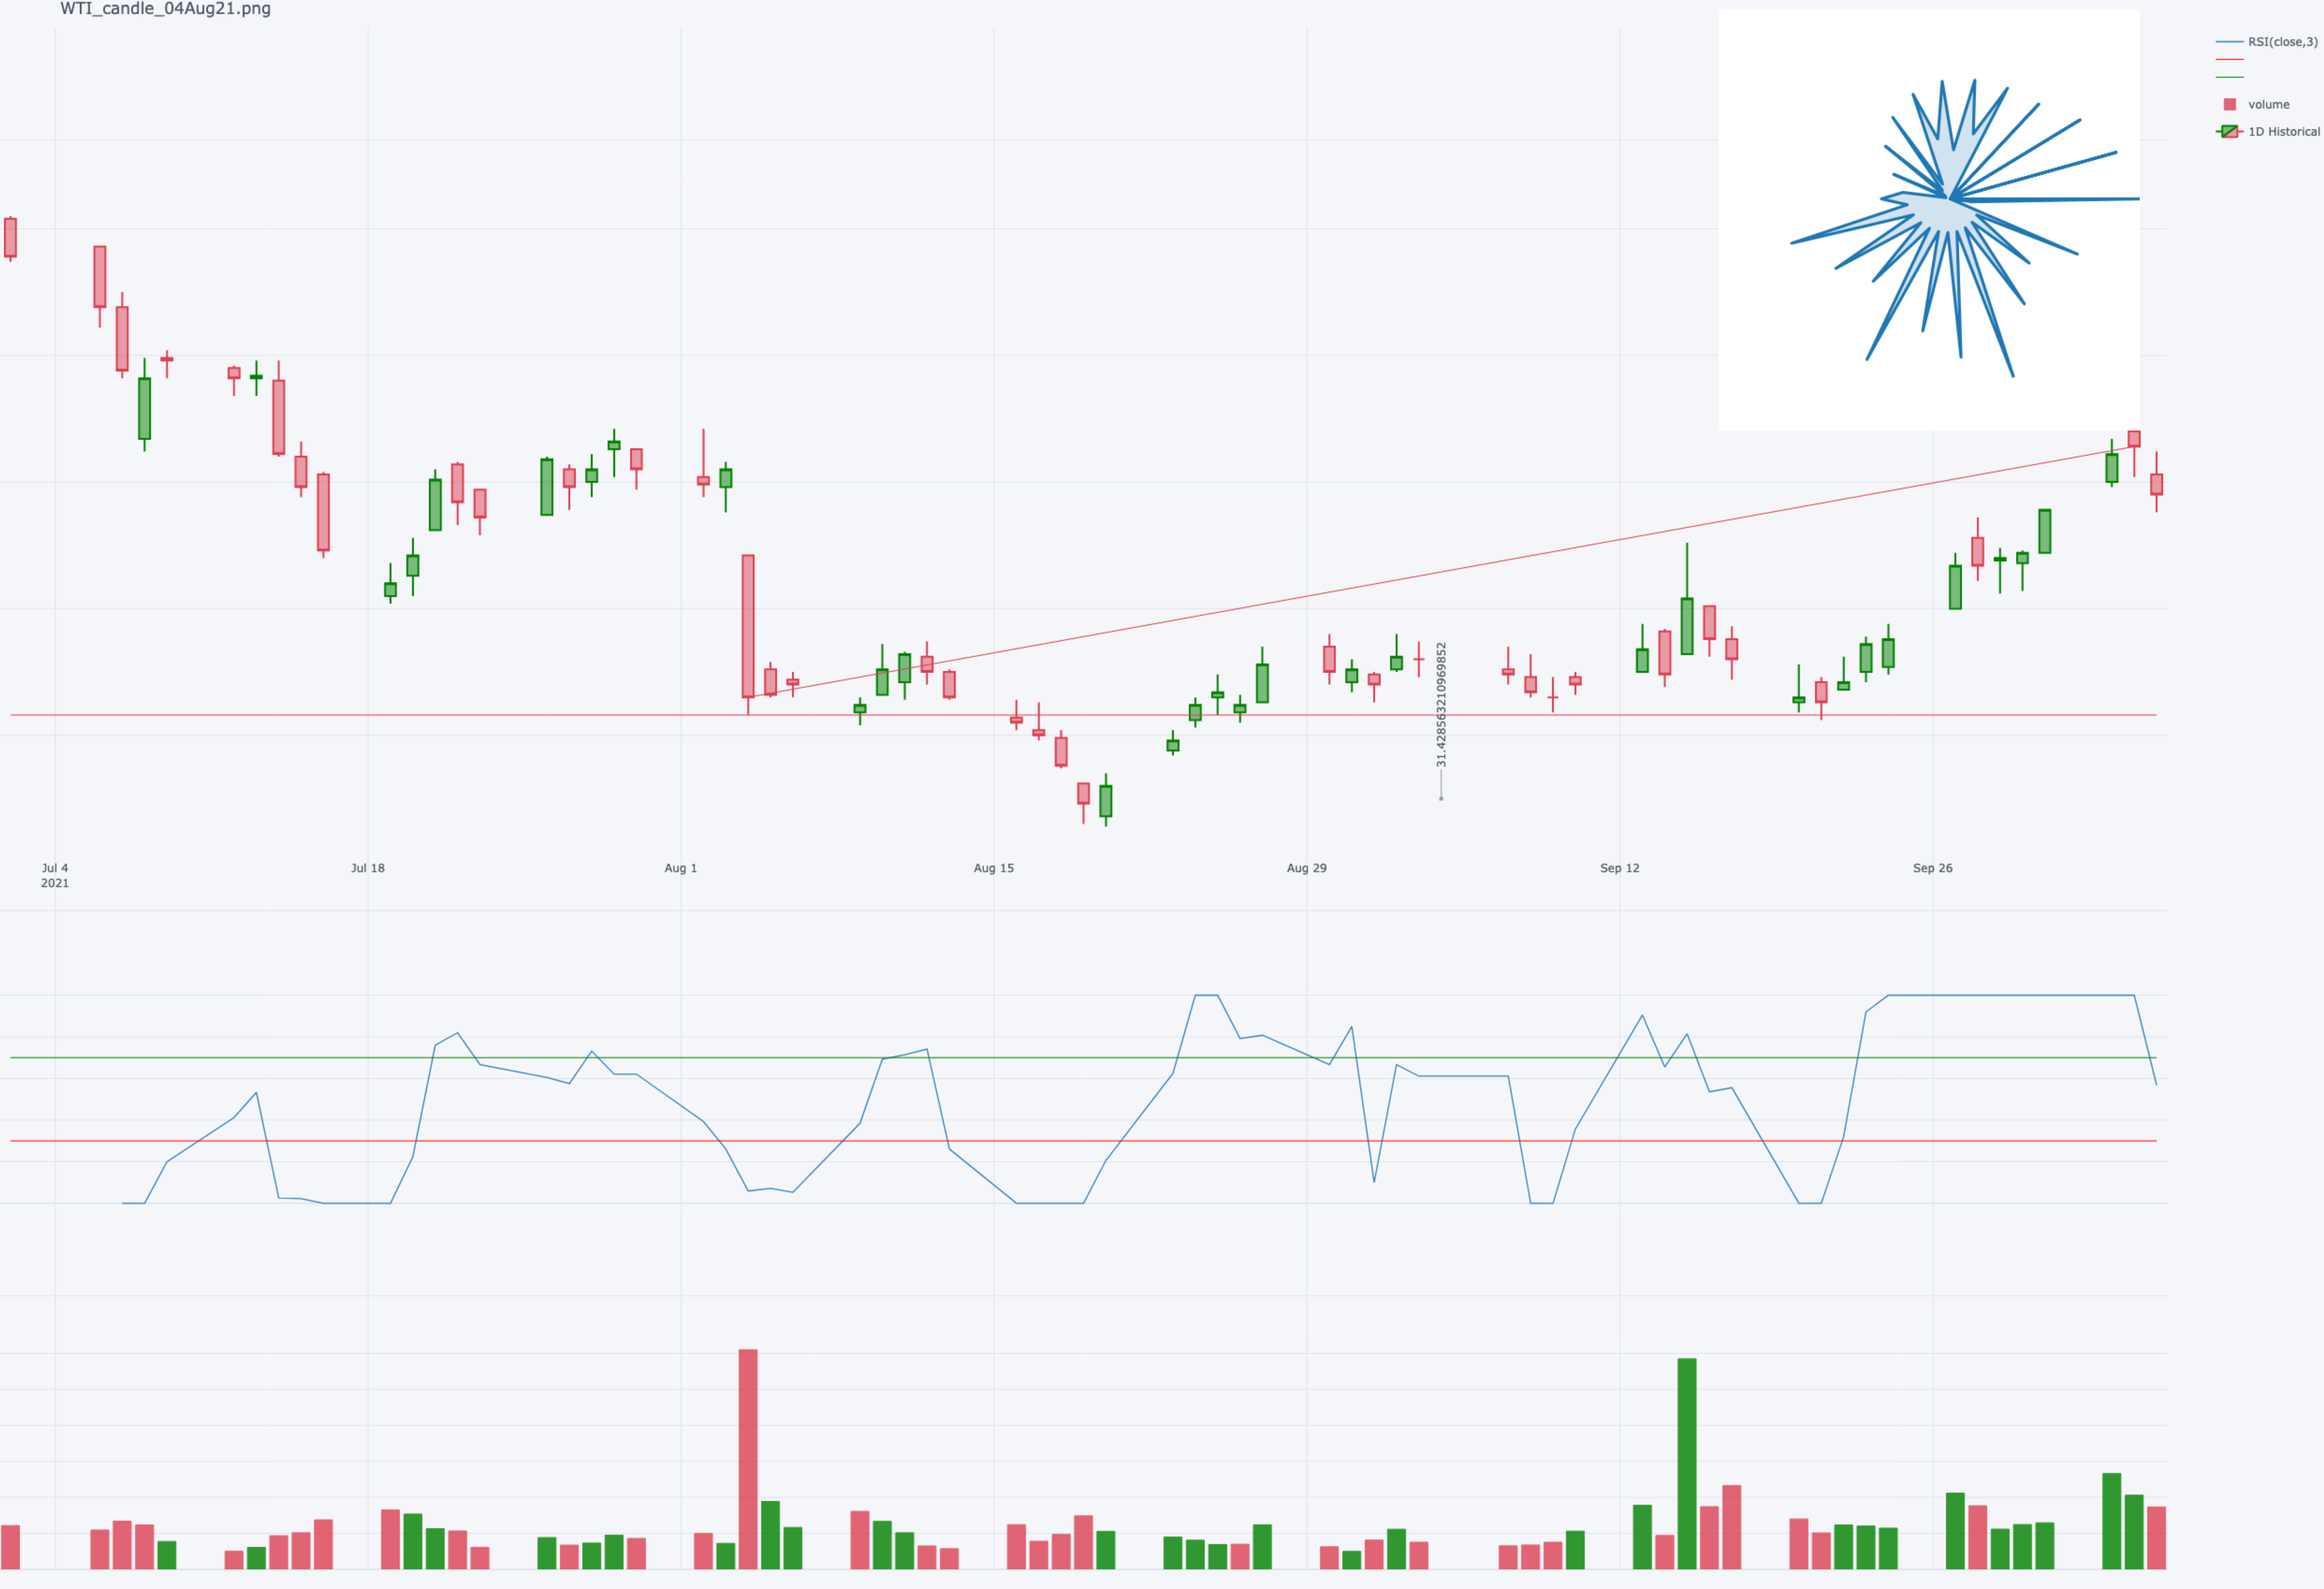 WTI_candle_04Aug21.png
RSI(close,3)
volume
1D Historical
31.428563210969852
Jul 4
2021
Jul 18
Aug 1
Aug 15
Aug 29
Sep 12
Sep 26